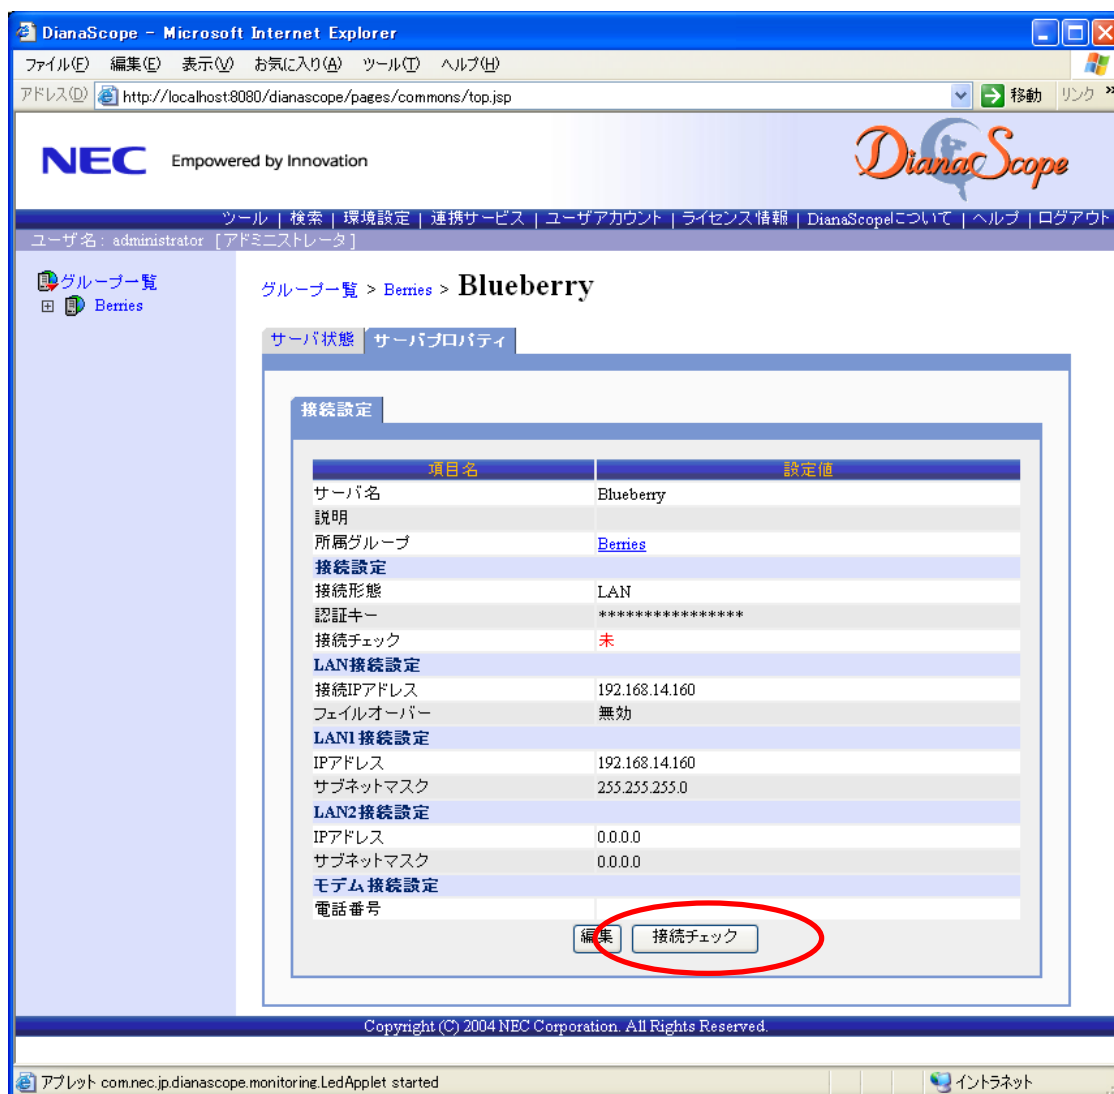 DianaScope - Microsoft Internet Explorer
ファイル(F) 編集(E) 表示(V) お気に入り(A) ツール(T) ヘルプ(H)
アドレス(D) http://localhost:8080/dianascope/pages/commons/top.jsp 移動 リンク »
NEC Empowered by Innovation DianaScope
ツール | 検索 | 環境設定 | 連携サービス | ユーザアカウント | ライセンス情報 | DianaScopeについて | ヘルプ | ログアウト
ユーザ名: administrator [アドミニストレータ]
グループ一覧
Berries
グループ一覧 > Berries > Blueberry
サーバ状態 サーバプロパティ
接続設定
項目名 設定値
サーバ名 Blueberry
説明
所属グループ Berries
接続設定
接続形態 LAN
認証キー ****************
接続チェック 未
LAN接続設定
接続IPアドレス 192.168.14.160
フェイルオーバー 無効
LAN1接続設定
IPアドレス 192.168.14.160
サブネットマスク 255.255.255.0
LAN2接続設定
IPアドレス 0.0.0.0
サブネットマスク 0.0.0.0
モデム接続設定
電話番号
編集 接続チェック
Copyright (C) 2004 NEC Corporation. All Rights Reserved.
アプレット com.nec.jp.dianascope.monitoring.LedApplet started イントラネット